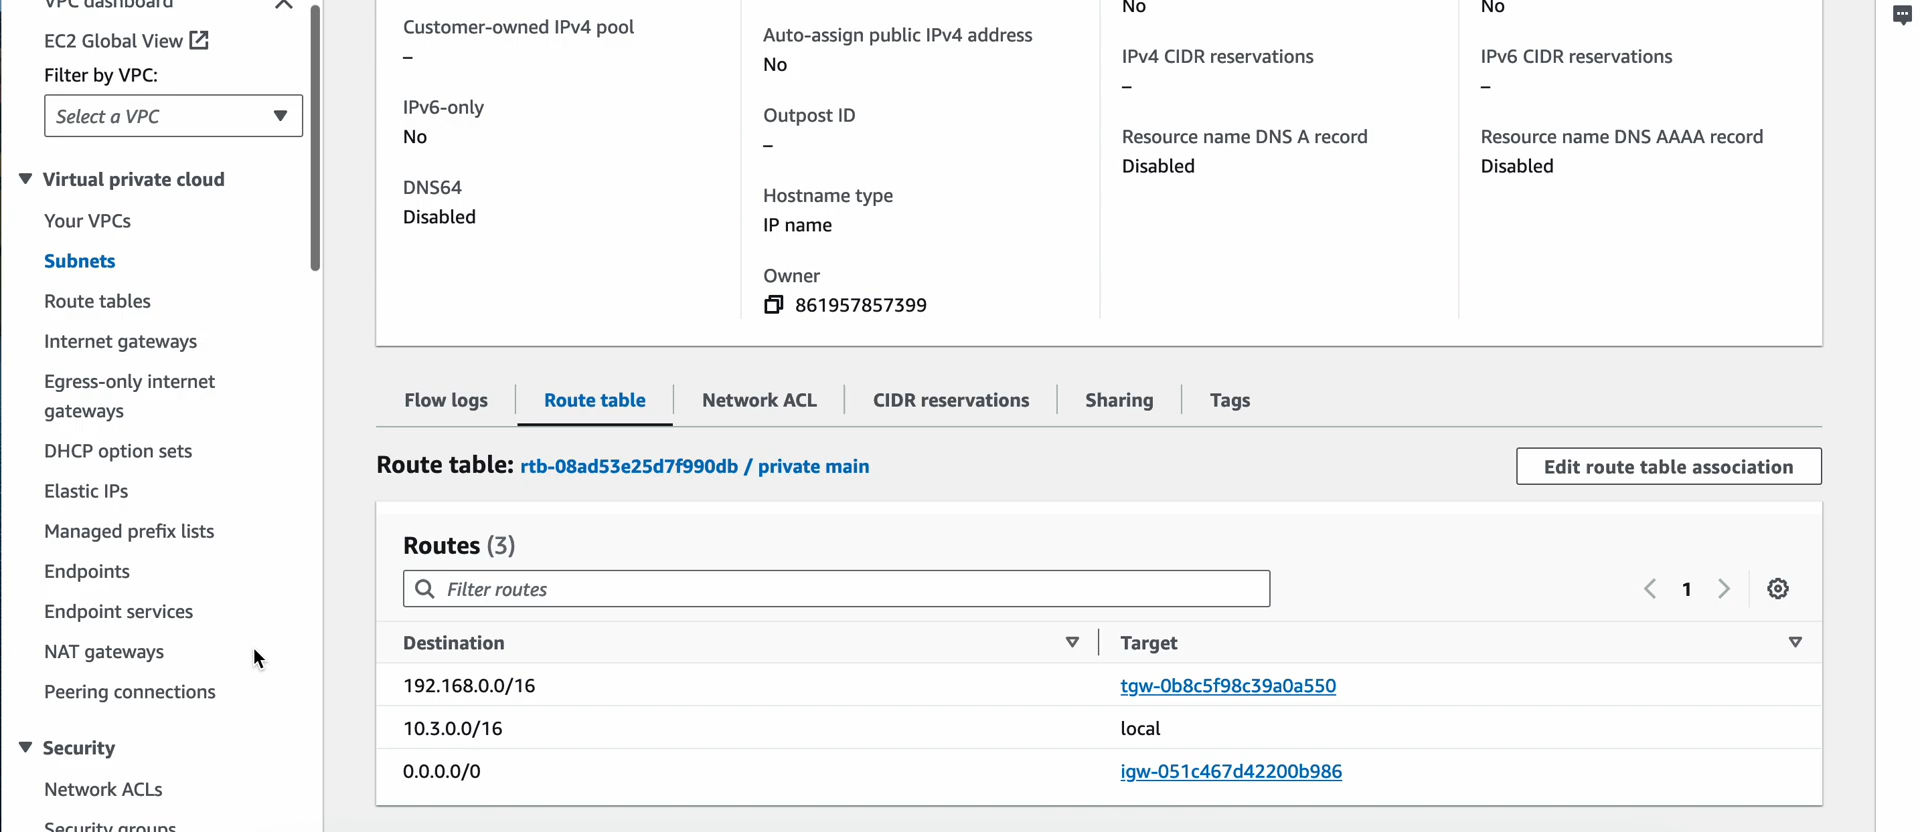 VPC dashboard
EC2 Global View
Filter by VPC:
Select a VPC
Virtual private cloud
Your VPCs
Subnets
Route tables
Internet gateways
Egress-only internet
gateways
DHCP option sets
Elastic IPs
Managed prefix lists
Endpoints
Endpoint services
NAT gateways
Peering connections
Security
Network ACLs
Security groups
Customer-owned IPv4 pool
–
IPv6-only
No
DNS64
Disabled
Auto-assign public IPv4 address
No
Outpost ID
–
Hostname type
IP name
Owner
861957857399
No
IPv4 CIDR reservations
–
Resource name DNS A record
Disabled
No
IPv6 CIDR reservations
–
Resource name DNS AAAA record
Disabled
Flow logs
Route table
Network ACL
CIDR reservations
Sharing
Tags
Route table: rtb-08ad53e25d7f990db / private main
Edit route table association
Routes (3)
Filter routes
1
Destination
Target
192.168.0.0/16
tgw-0b8c5f98c39a0a550
10.3.0.0/16
local
0.0.0.0/0
igw-051c467d42200b986